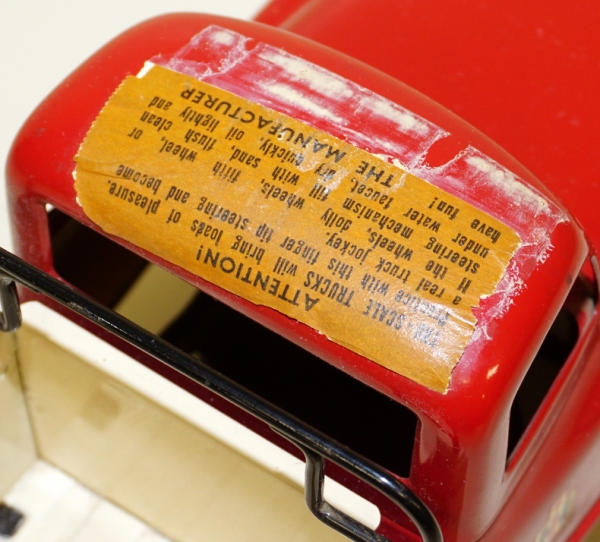 ATTENTION!
SCALE TRUCKS will bring loads of pleasure.
Practice with this finger tip steering and become
a real truck jockey.
If the wheels, dolly wheels, fifth wheel, or
steering mechanism fill with sand, flush clean
under water faucet, dry quickly, oil lightly and
have fun! THE MANUFACTURER